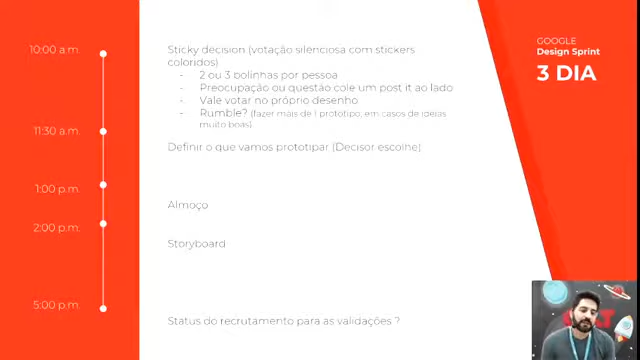 GOOGLE
Design Sprint
3 DIA
10:00 a.m.
Sticky decision (votação silenciosa com stickers
coloridos)
- 2 ou 3 bolinhas por pessoa
- Preocupação ou questão cole um post it ao lado
- Vale votar no próprio desenho
- Rumble? (fazer mais de 1 prototipo, em casos de ideias
muito boas)
11:30 a.m.
Definir o que vamos prototipar (Decisor escolhe)
1:00 p.m.
Almoço
2:00 p.m.
Storyboard
5:00 p.m.
Status do recrutamento para as validações ?